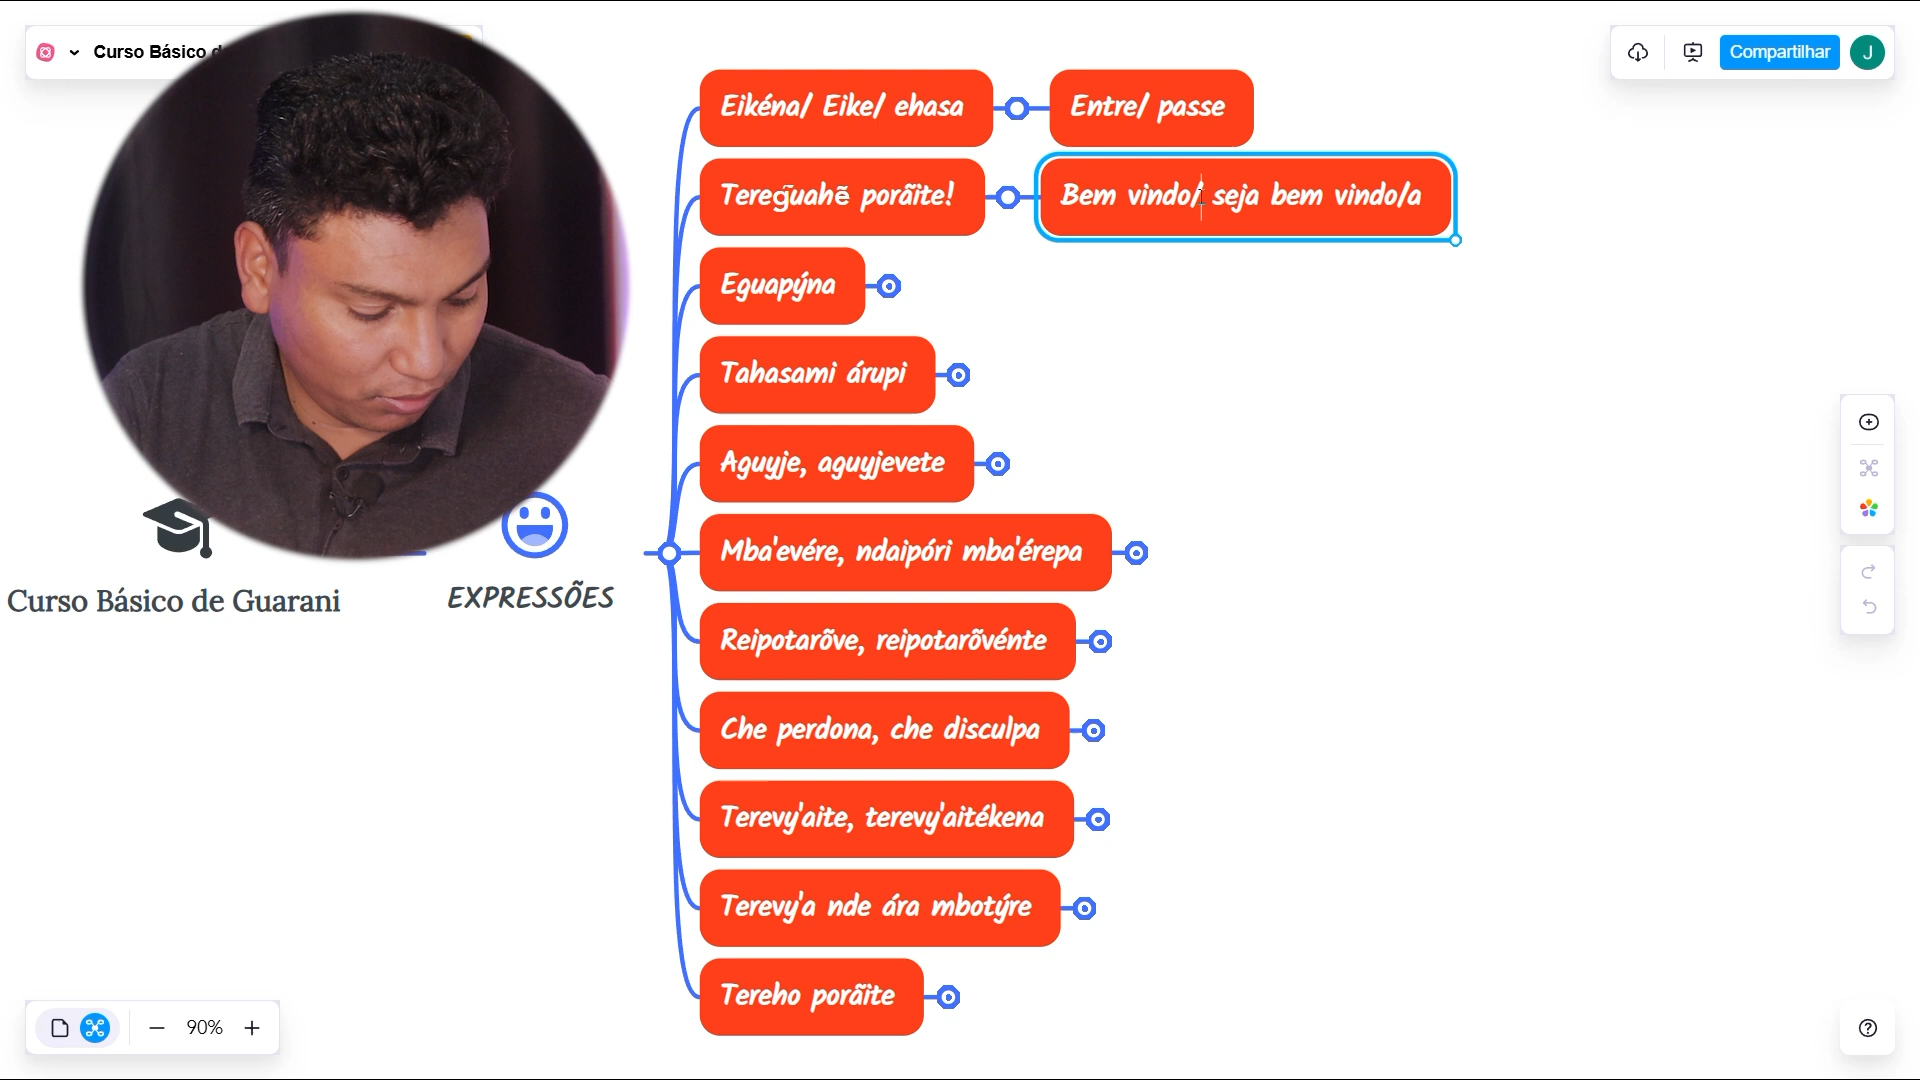 Curso Básico d
Compartilhar
J
Eikéna/ Eike/ ehasa
Entre/ passe
Tereg̃uahẽ porãite!
Bem vindo/ seja bem vindo/a
Eguapýna
Tahasami árupi
Aguyje, aguyjevete
Mba'evére, ndaipóri mba'érepa
Reipotarõve, reipotarõvénte
Che perdona, che disculpa
Terevy'aite, terevy'aitékena
Terevy'a nde ára mbotýre
Tereho porãite
Curso Básico de Guarani
EXPRESSÕES
90%